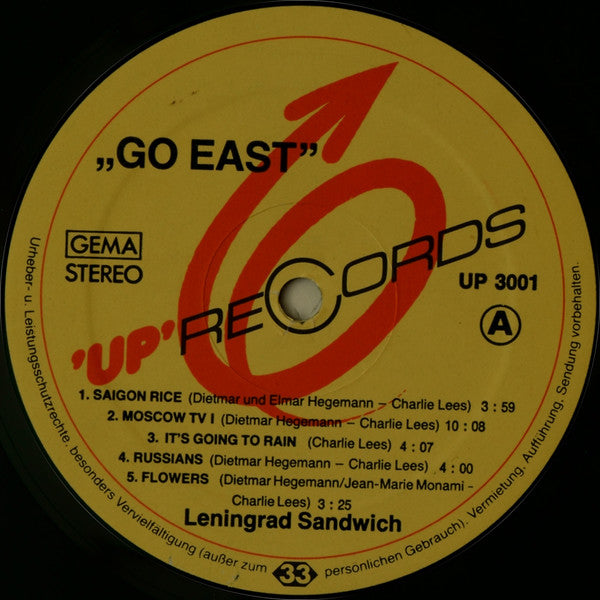 „GO EAST”
GEMA
STEREO
'UP' RECORDS
UP 3001
A
1. SAIGON RICE (Dietmar und Elmar Hegemann – Charlie Lees) 3 : 59
2. MOSCOW TV I (Dietmar Hegemann – Charlie Lees) 10 : 08
3. IT'S GOING TO RAIN (Charlie Lees) 4 : 07
4. RUSSIANS (Dietmar Hegemann – Charlie Lees) 4 : 00
5. FLOWERS (Dietmar Hegemann/Jean-Marie Monami -
Charlie Lees) 3 : 25
Leningrad Sandwich
33
Urheber- u. Leistungsschutzrechte, besonders Vervielfältigung (außer zum persönlichen Gebrauch). Vermietung. Aufführung. Sendung vorbehalten.